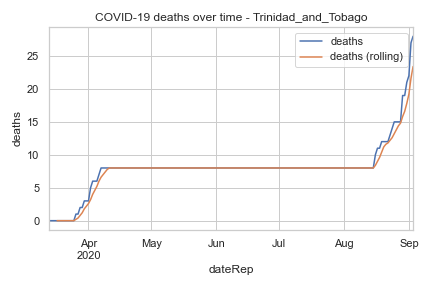 COVID-19 deaths over time - Trinidad_and_Tobago
deaths
deaths (rolling)
deaths
25
20
15
10
5
0
Apr May Jun Jul Aug Sep
2020
dateRep